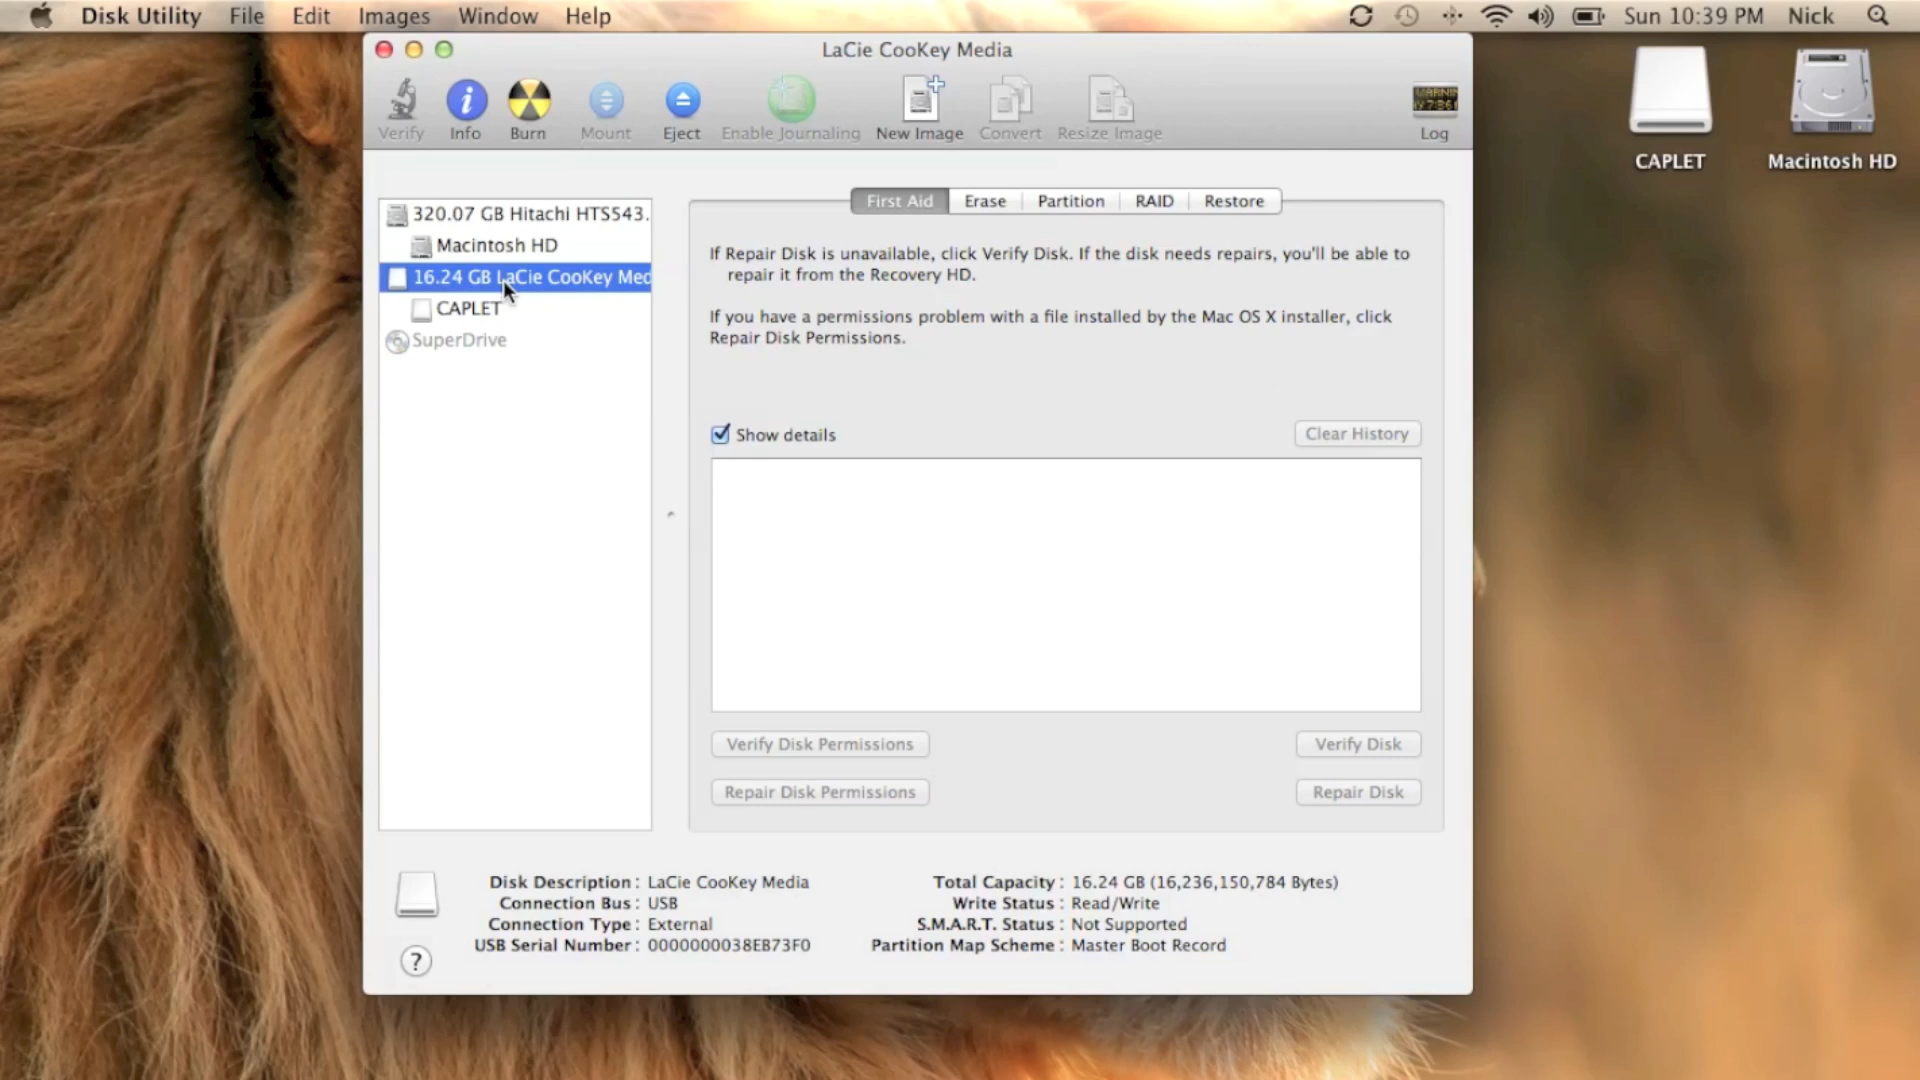 Disk Utility File Edit Images Window Help Sun 10:39 PM Nick
LaCie CooKey Media
Verify Info Burn Mount Eject Enable Journaling New Image Convert Resize Image Log
CAPLET Macintosh HD
First Aid Erase Partition RAID Restore
320.07 GB Hitachi HTS543.
Macintosh HD
16.24 GB LaCie CooKey Med
CAPLET
SuperDrive
If Repair Disk is unavailable, click Verify Disk. If the disk needs repairs, you'll be able to
repair it from the Recovery HD.
If you have a permissions problem with a file installed by the Mac OS X installer, click
Repair Disk Permissions.
Show details Clear History
Verify Disk Permissions Verify Disk
Repair Disk Permissions Repair Disk
Disk Description : LaCie CooKey Media Total Capacity : 16.24 GB (16,236,150,784 Bytes)
Connection Bus : USB Write Status : Read/Write
Connection Type : External S.M.A.R.T. Status : Not Supported
USB Serial Number : 0000000038EB73F0 Partition Map Scheme : Master Boot Record
?